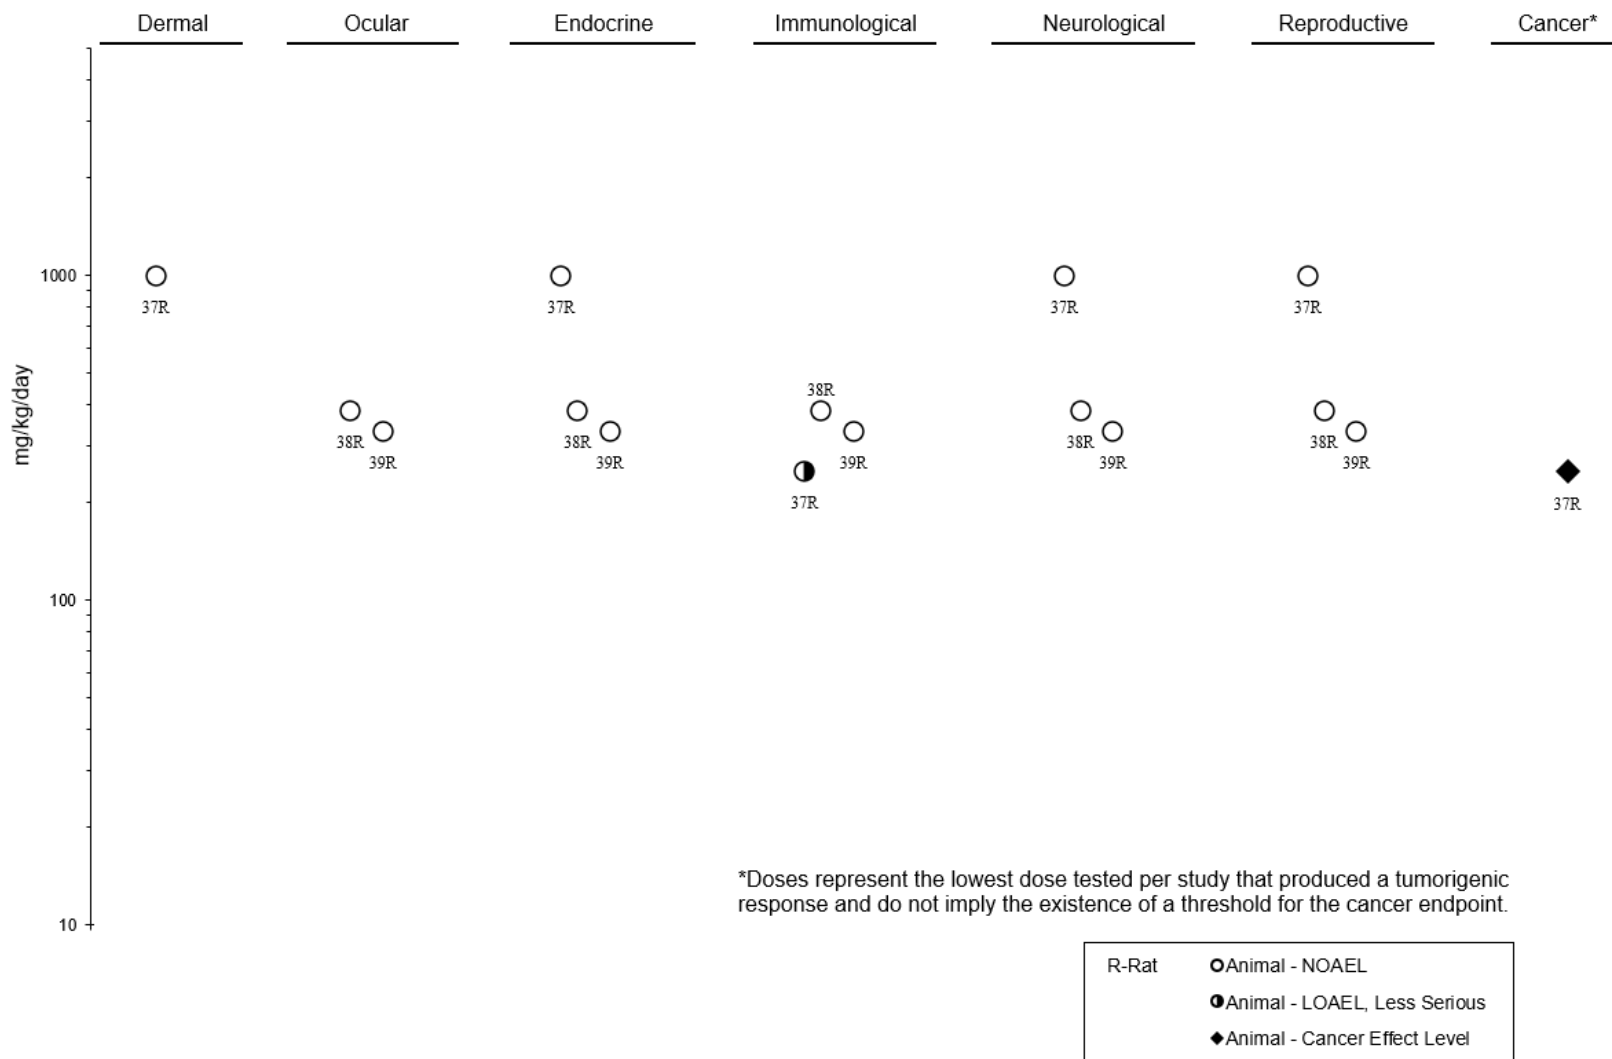 Dermal Ocular Endocrine Immunological Neurological Reproductive Cancer*
1000
37R 37R 37R 37R
mg/kg/day
38R
38R 38R 38R 38R
39R 39R 39R 39R 39R
37R 37R
100
*Doses represent the lowest dose tested per study that produced a tumorigenic
response and do not imply the existence of a threshold for the cancer endpoint.
10
R-Rat Animal - NOAEL
Animal - LOAEL, Less Serious
Animal - Cancer Effect Level